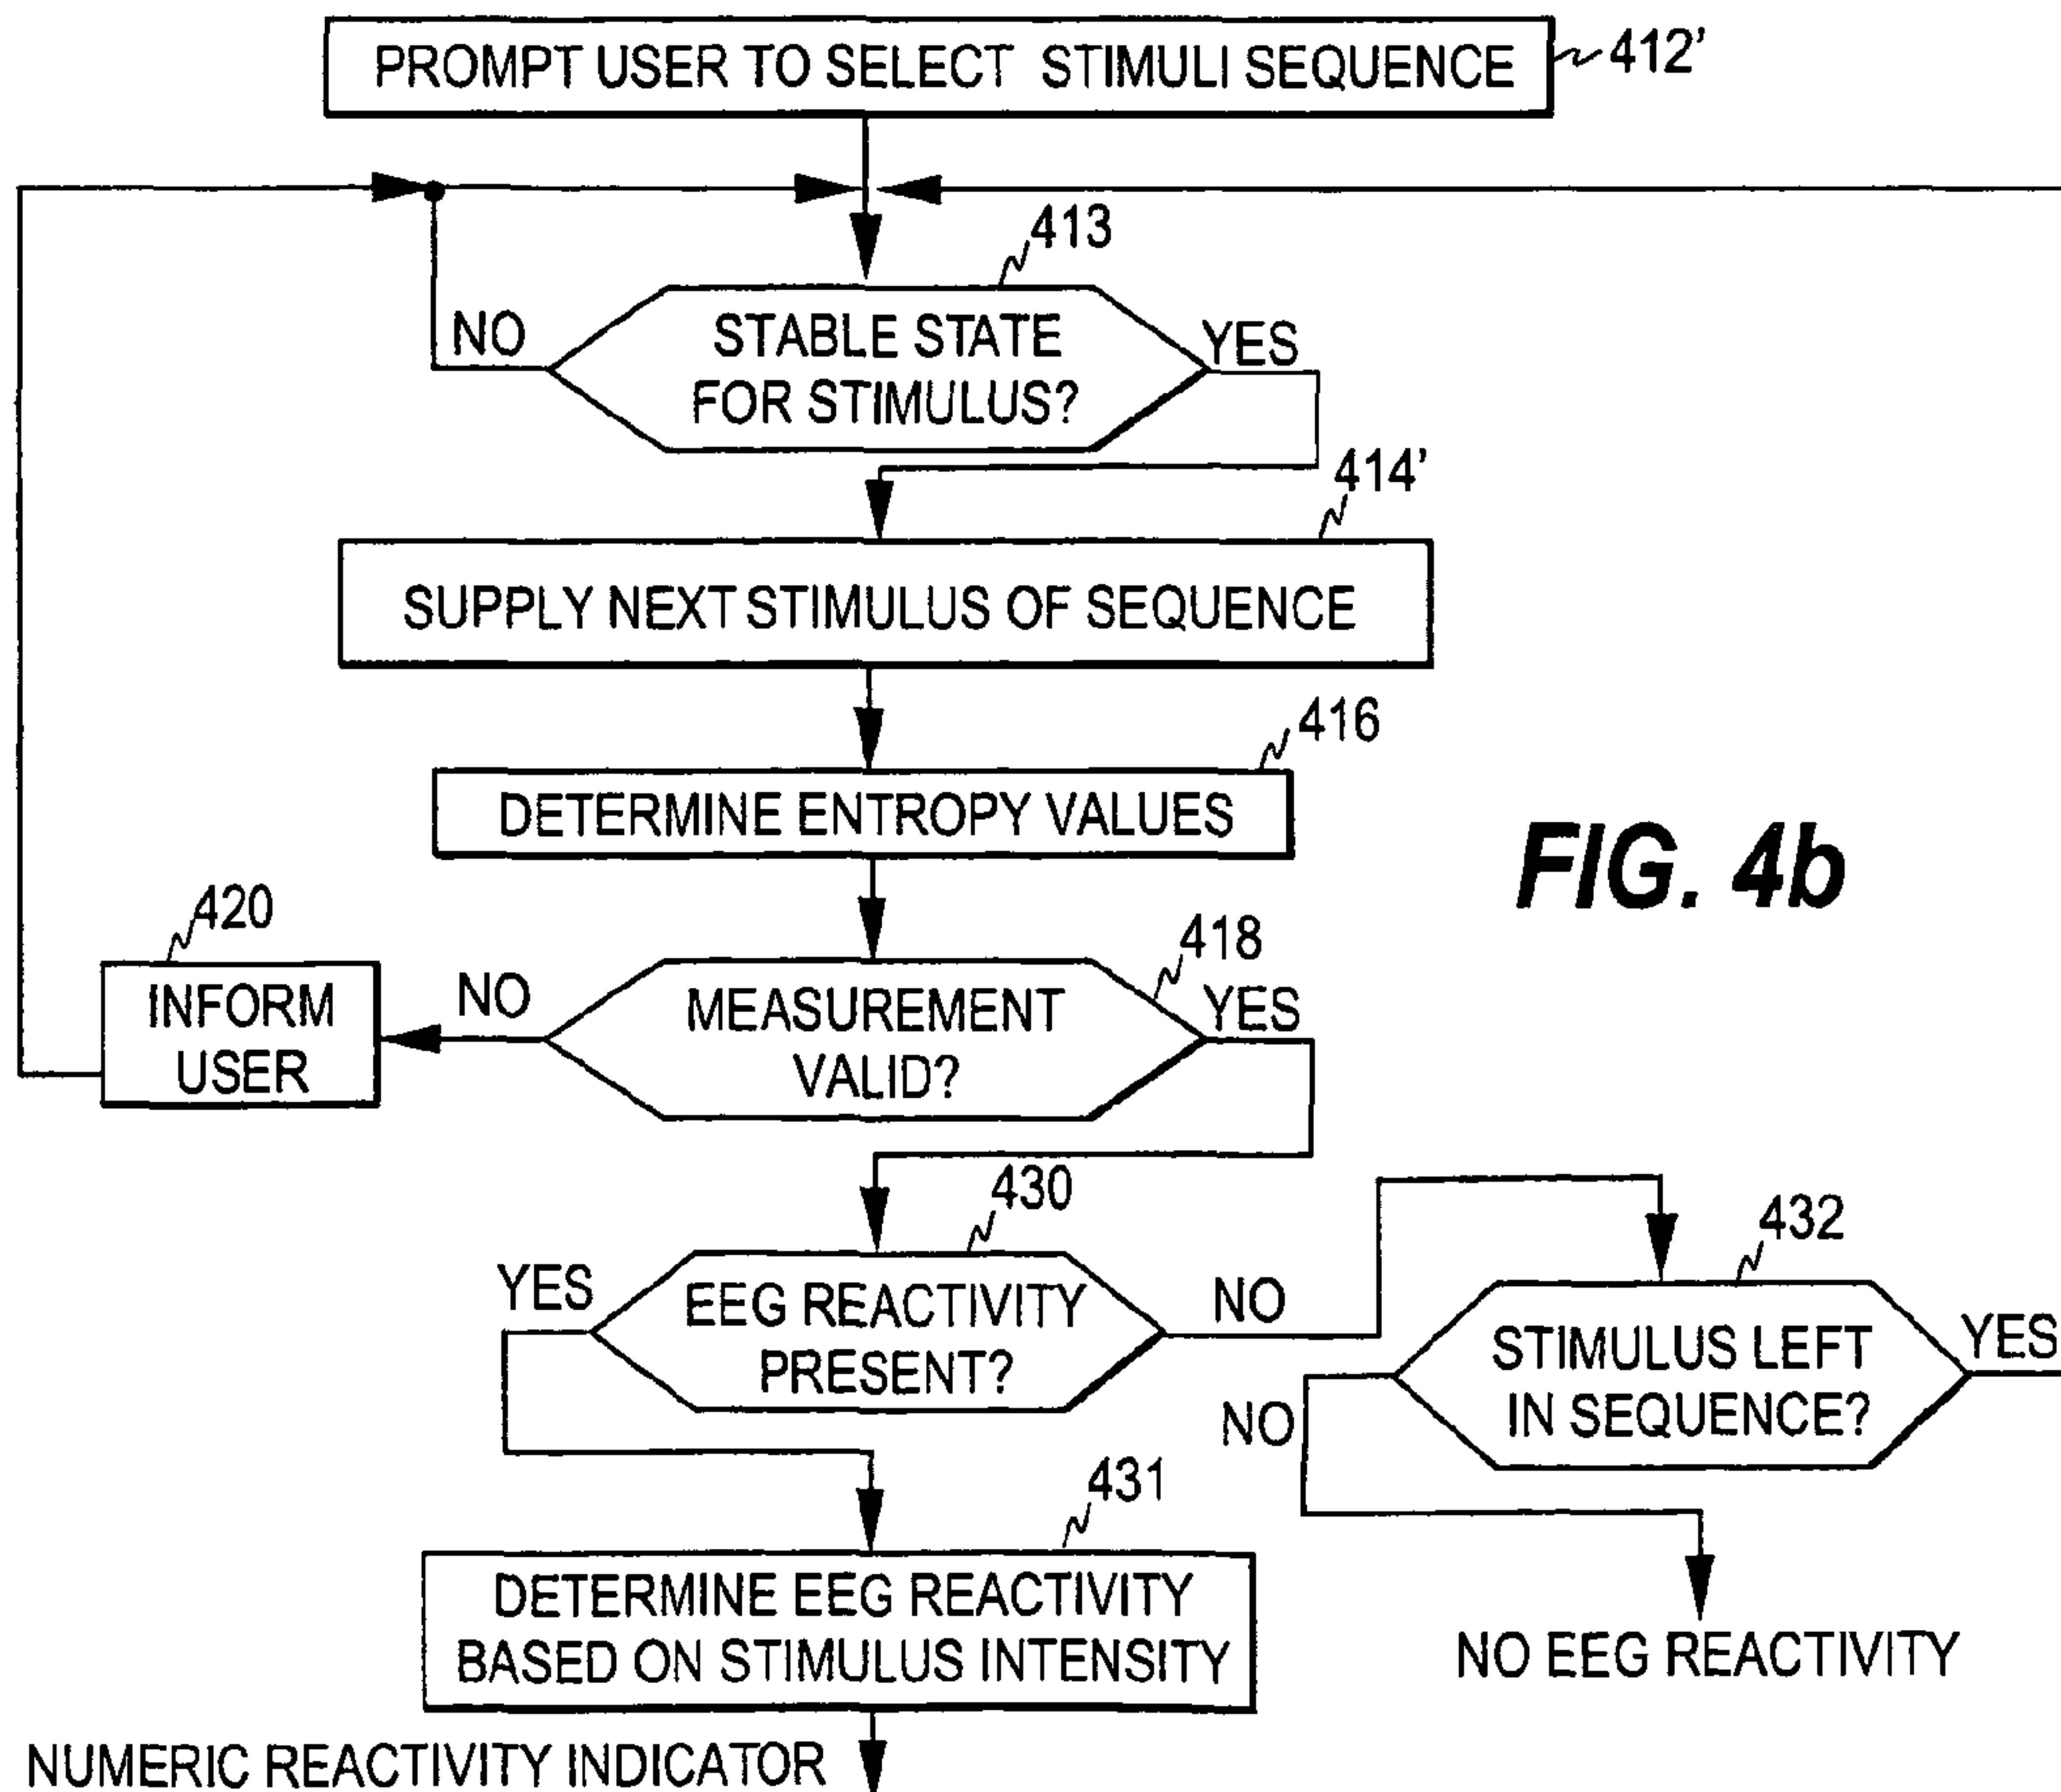 PROMPT USER TO SELECT STIMULI SEQUENCE
412'
413
NO
STABLE STATE
FOR STIMULUS?
YES
414'
SUPPLY NEXT STIMULUS OF SEQUENCE
416
DETERMINE ENTROPY VALUES
FIG. 4b
420
INFORM
USER
NO
418
MEASUREMENT
VALID?
YES
430
YES
EEG REACTIVITY
PRESENT?
NO
432
STIMULUS LEFT
IN SEQUENCE?
YES
NO
431
DETERMINE EEG REACTIVITY
BASED ON STIMULUS INTENSITY
NO EEG REACTIVITY
NUMERIC REACTIVITY INDICATOR